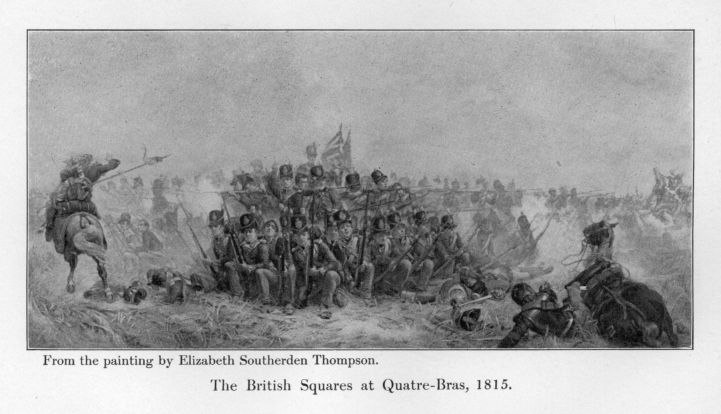 From the painting by Elizabeth Southerden Thompson.
The British Squares at Quatre-Bras, 1815.